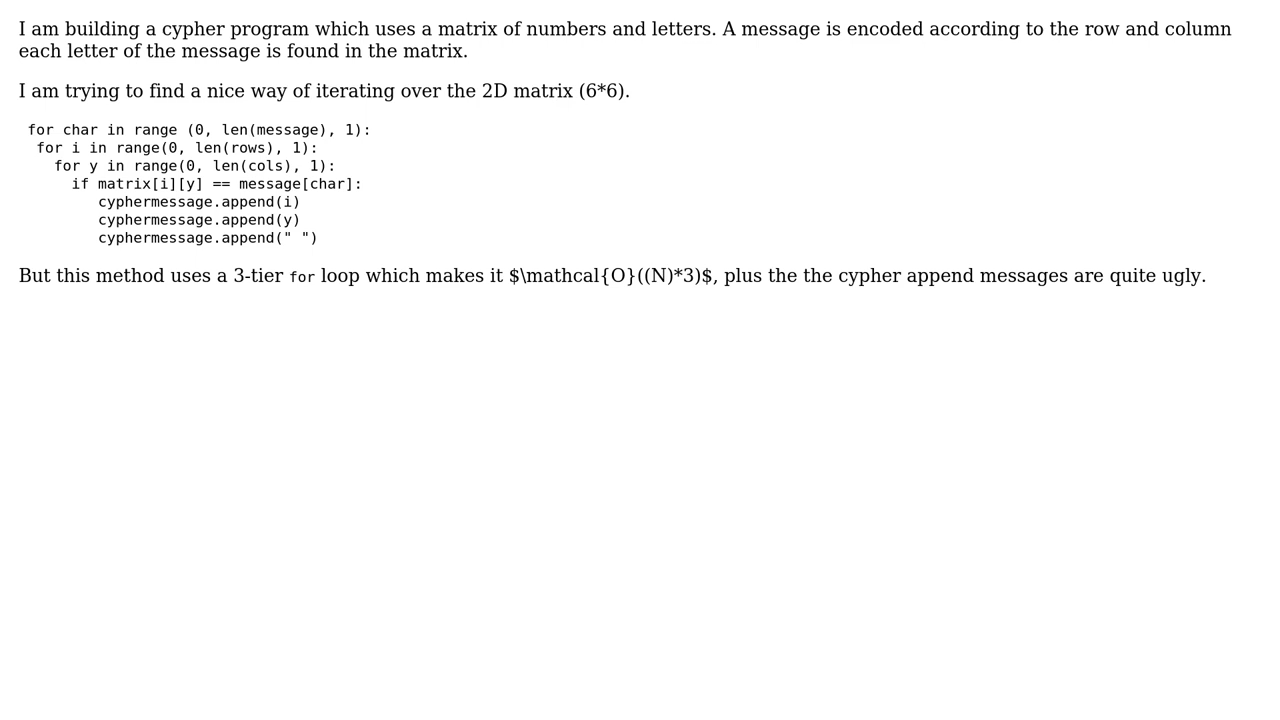 I am building a cypher program which uses a matrix of numbers and letters. A message is encoded according to the row and column
each letter of the message is found in the matrix.
I am trying to find a nice way of iterating over the 2D matrix (6*6).
for char in range (0, len(message), 1):
 for i in range(0, len(rows), 1):
   for y in range(0, len(cols), 1):
     if matrix[i][y] == message[char]:
        cyphermessage.append(i)
        cyphermessage.append(y)
        cyphermessage.append(" ")
But this method uses a 3-tier for loop which makes it $\mathcal{O}((N)*3)$, plus the the cypher append messages are quite ugly.